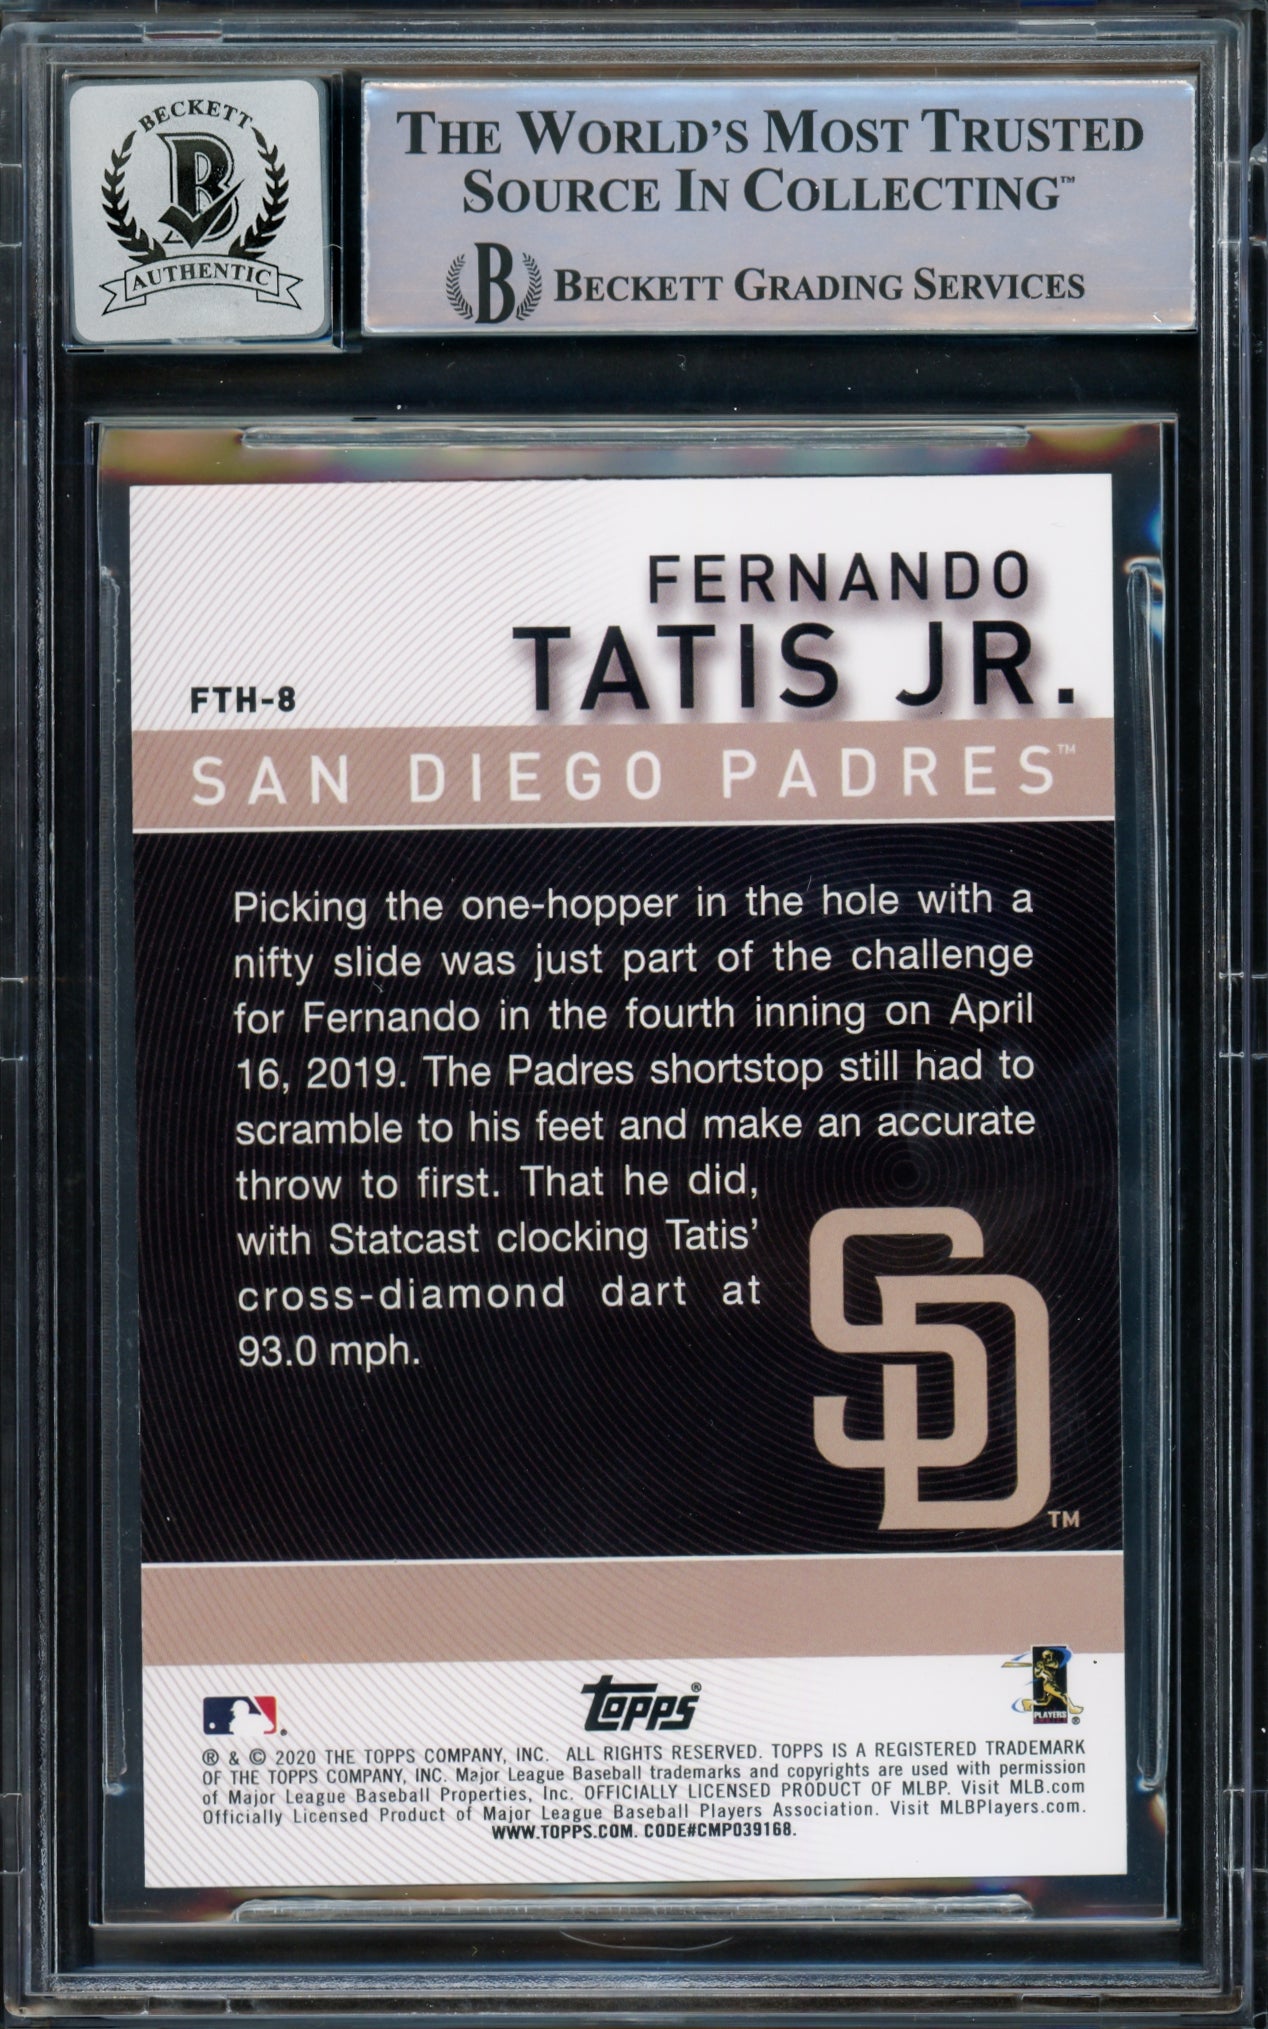 BECKETT
B
AUTHENTIC
THE WORLD'S MOST TRUSTED
SOURCE IN COLLECTING™
B BECKETT GRADING SERVICES
FERNANDO
TATIS JR.
FTH-8
SAN DIEGO PADRES™
Picking the one-hopper in the hole with a
nifty slide was just part of the challenge
for Fernando in the fourth inning on April
16, 2019. The Padres shortstop still had to
scramble to his feet and make an accurate
throw to first. That he did,
with Statcast clocking Tatis’
cross-diamond dart at
93.0 mph.
SD™
topps®
PLAYERS
®
® & © 2020 THE TOPPS COMPANY, INC. ALL RIGHTS RESERVED. TOPPS IS A REGISTERED TRADEMARK
OF THE TOPPS COMPANY, INC. Major League Baseball trademarks and copyrights are used with permission
of Major League Baseball Properties, Inc. OFFICIALLY LICENSED PRODUCT OF MLBP. Visit MLB.com
Officially Licensed Product of Major League Baseball Players Association. Visit MLBPlayers.com.
WWW.TOPPS.COM. CODE#CMP039168.